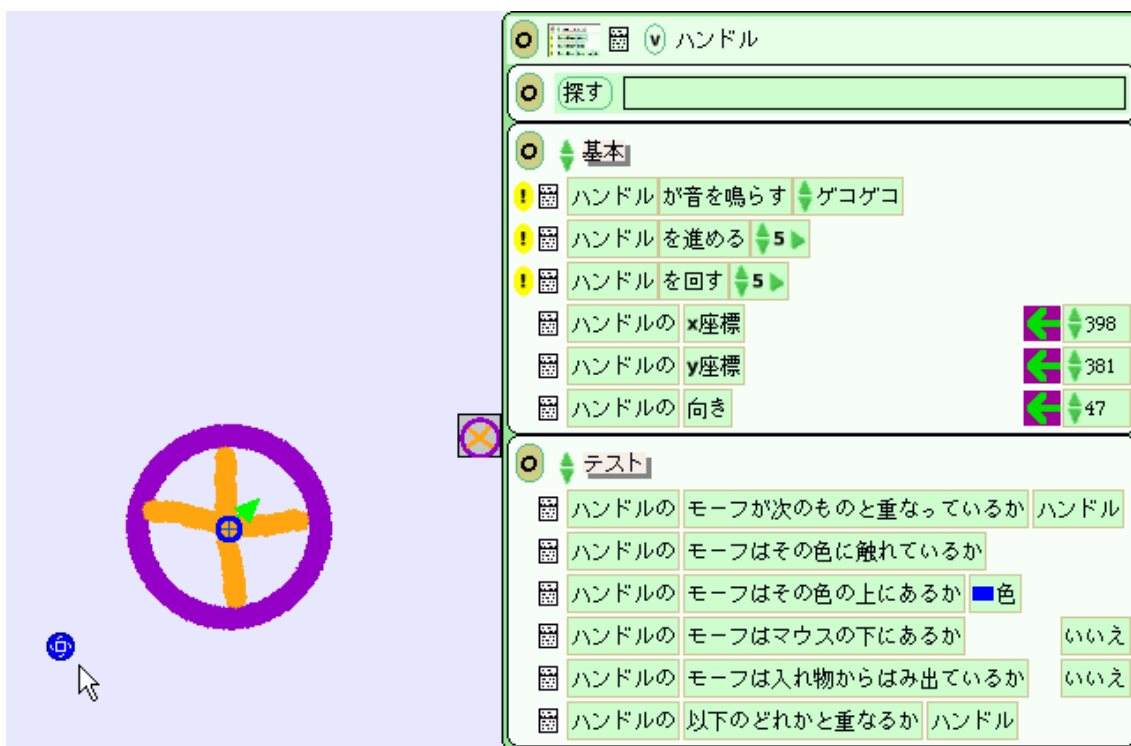 ハンドル
探す
基本
! ハンドル が音を鳴らす ゲコゲコ
! ハンドル を進める 5
! ハンドル を回す 5
ハンドルの x座標 398
ハンドルの y座標 381
ハンドルの 向き 47
テスト
ハンドルの モーフが次のものと重なっているか ハンドル
ハンドルの モーフはその色に触れているか
ハンドルの モーフはその色の上にあるか 色
ハンドルの モーフはマウスの下にあるか いいえ
ハンドルの モーフは入れ物からはみ出ているか いいえ
ハンドルの 以下のどれかと重なるか ハンドル